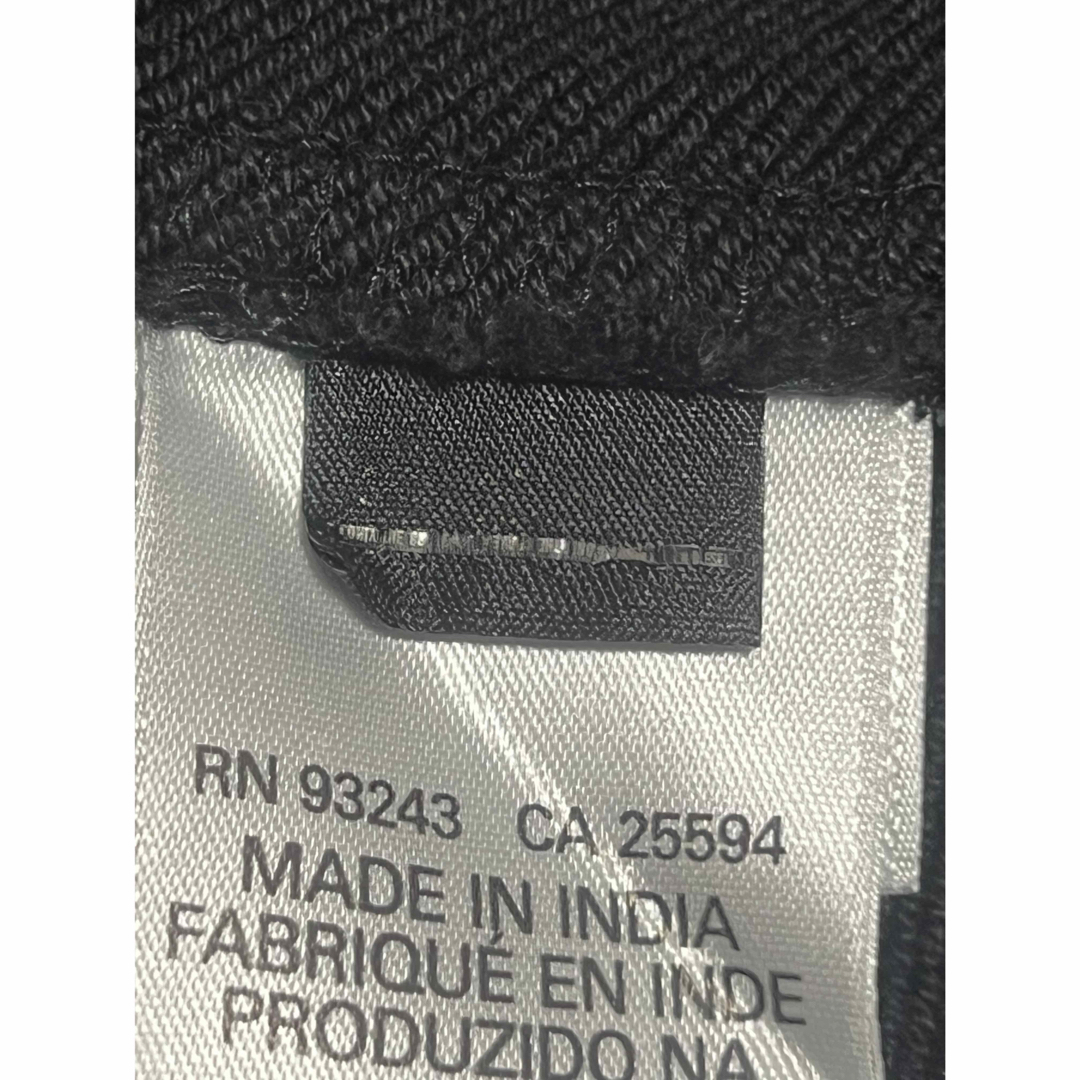 RN 93243 CA 25594
MADE IN INDIA
FABRIQUÉ EN INDE
PRODUZIDO NA